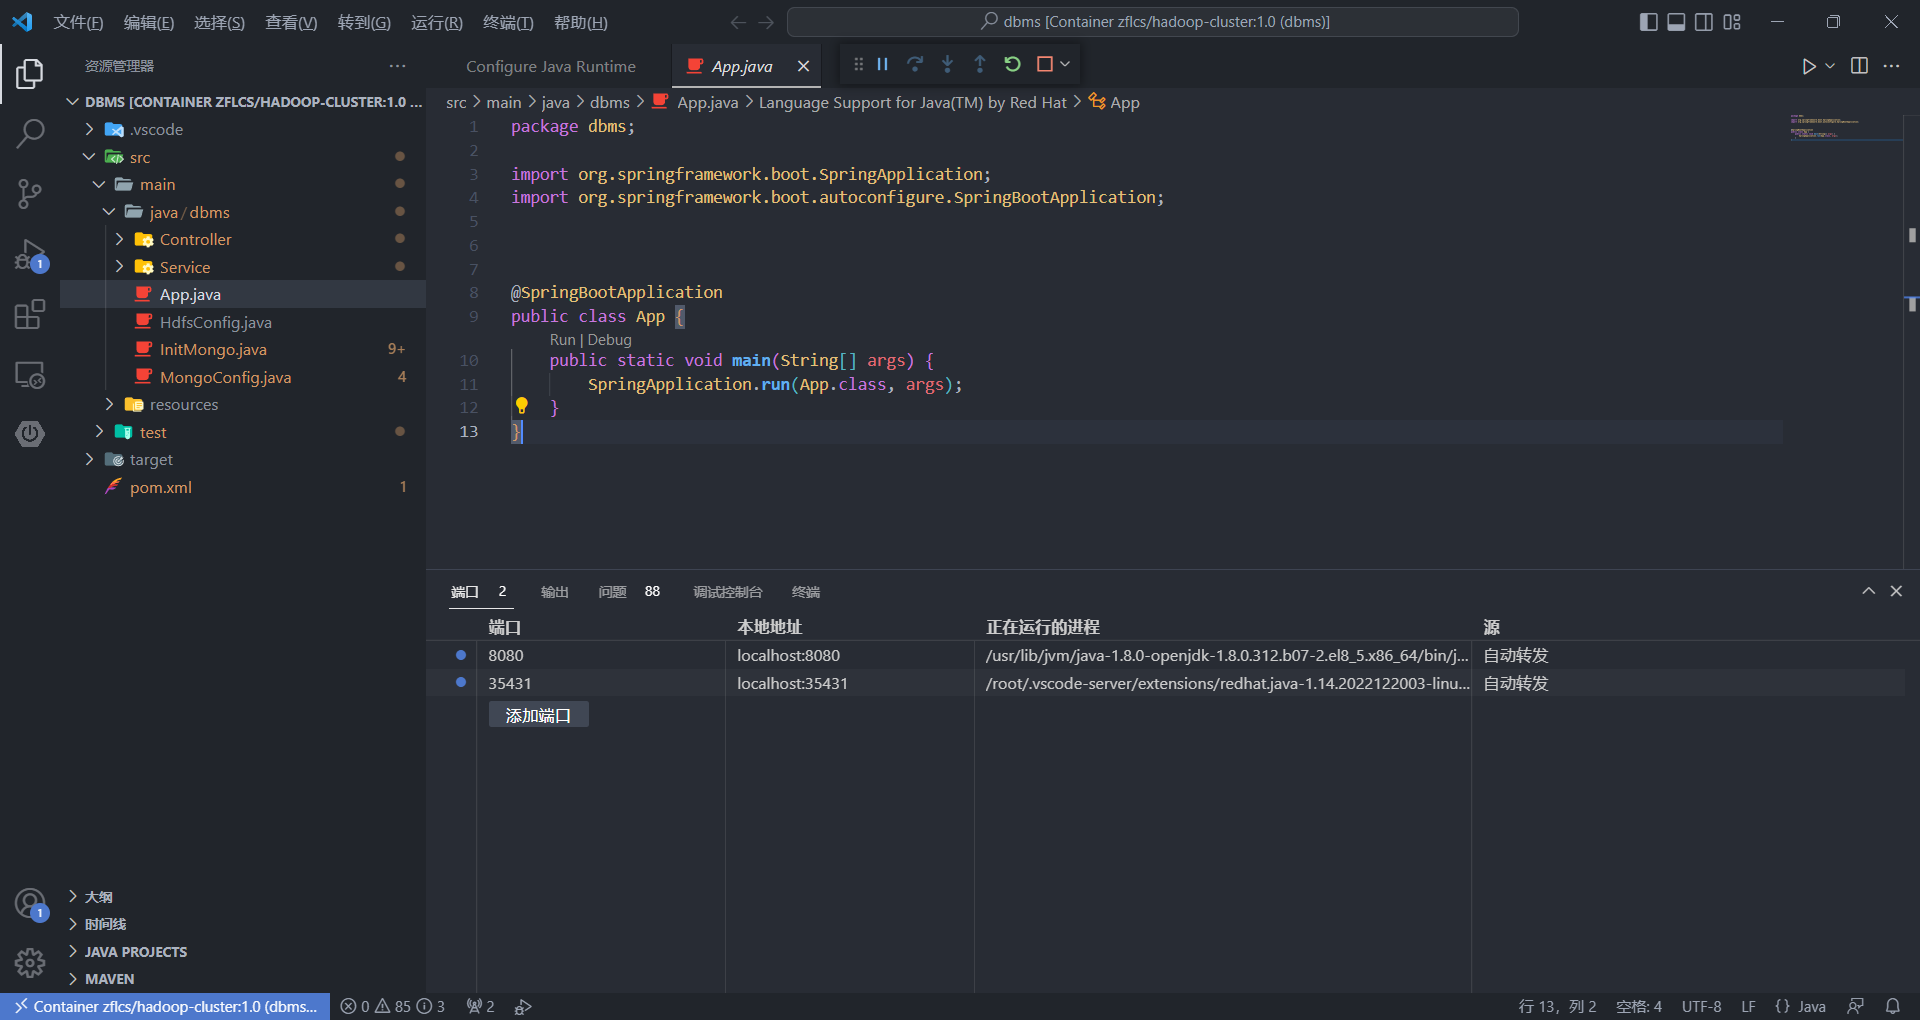 文件(F) 编辑(E) 选择(S) 查看(V) 转到(G) 运行(R) 终端(T) 帮助(H)
dbms [Container zflcs/hadoop-cluster:1.0 (dbms)]
资源管理器
DBMS [CONTAINER ZFLCS/HADOOP-CLUSTER:1.0 ...
.vscode
src
main
java / dbms
Controller
Service
App.java
HdfsConfig.java
InitMongo.java 9+
MongoConfig.java 4
resources
test
target
pom.xml 1
大纲
时间线
JAVA PROJECTS
MAVEN
1
1
Configure Java Runtime App.java
src > main > java > dbms > App.java > Language Support for Java(TM) by Red Hat > App
1 package dbms;
2
3 import org.springframework.boot.SpringApplication;
4 import org.springframework.boot.autoconfigure.SpringBootApplication;
5
6
7
8 @SpringBootApplication
9 public class App {
Run | Debug
10 public static void main(String[] args) {
11 SpringApplication.run(App.class, args);
12 }
13 }
端口 2 输出 问题 88 调试控制台 终端
端口 本地地址 正在运行的进程 源
8080 localhost:8080 /usr/lib/jvm/java-1.8.0-openjdk-1.8.0.312.b07-2.el8_5.x86_64/bin/j... 自动转发
35431 localhost:35431 /root/.vscode-server/extensions/redhat.java-1.14.2022122003-linu... 自动转发
添加端口
Container zflcs/hadoop-cluster:1.0 (dbms... 0 85 3 2 行 13，列 2 空格: 4 UTF-8 LF {} Java